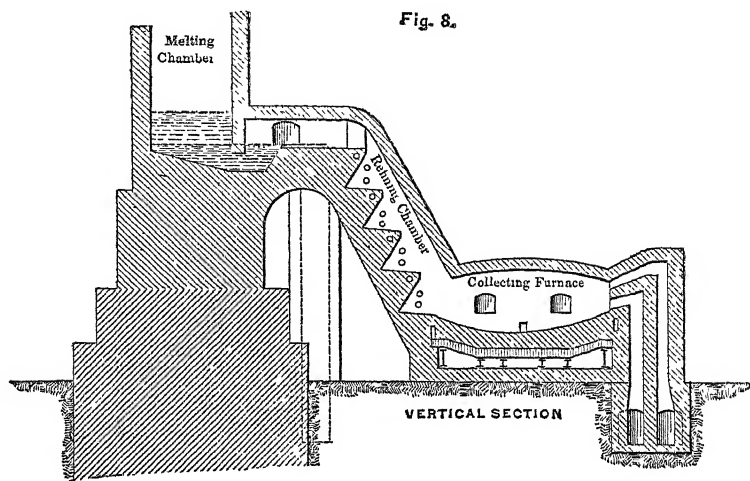 Fig. 8.
Melting
Chamber
Refining Chamber
Collecting Furnace
VERTICAL SECTION